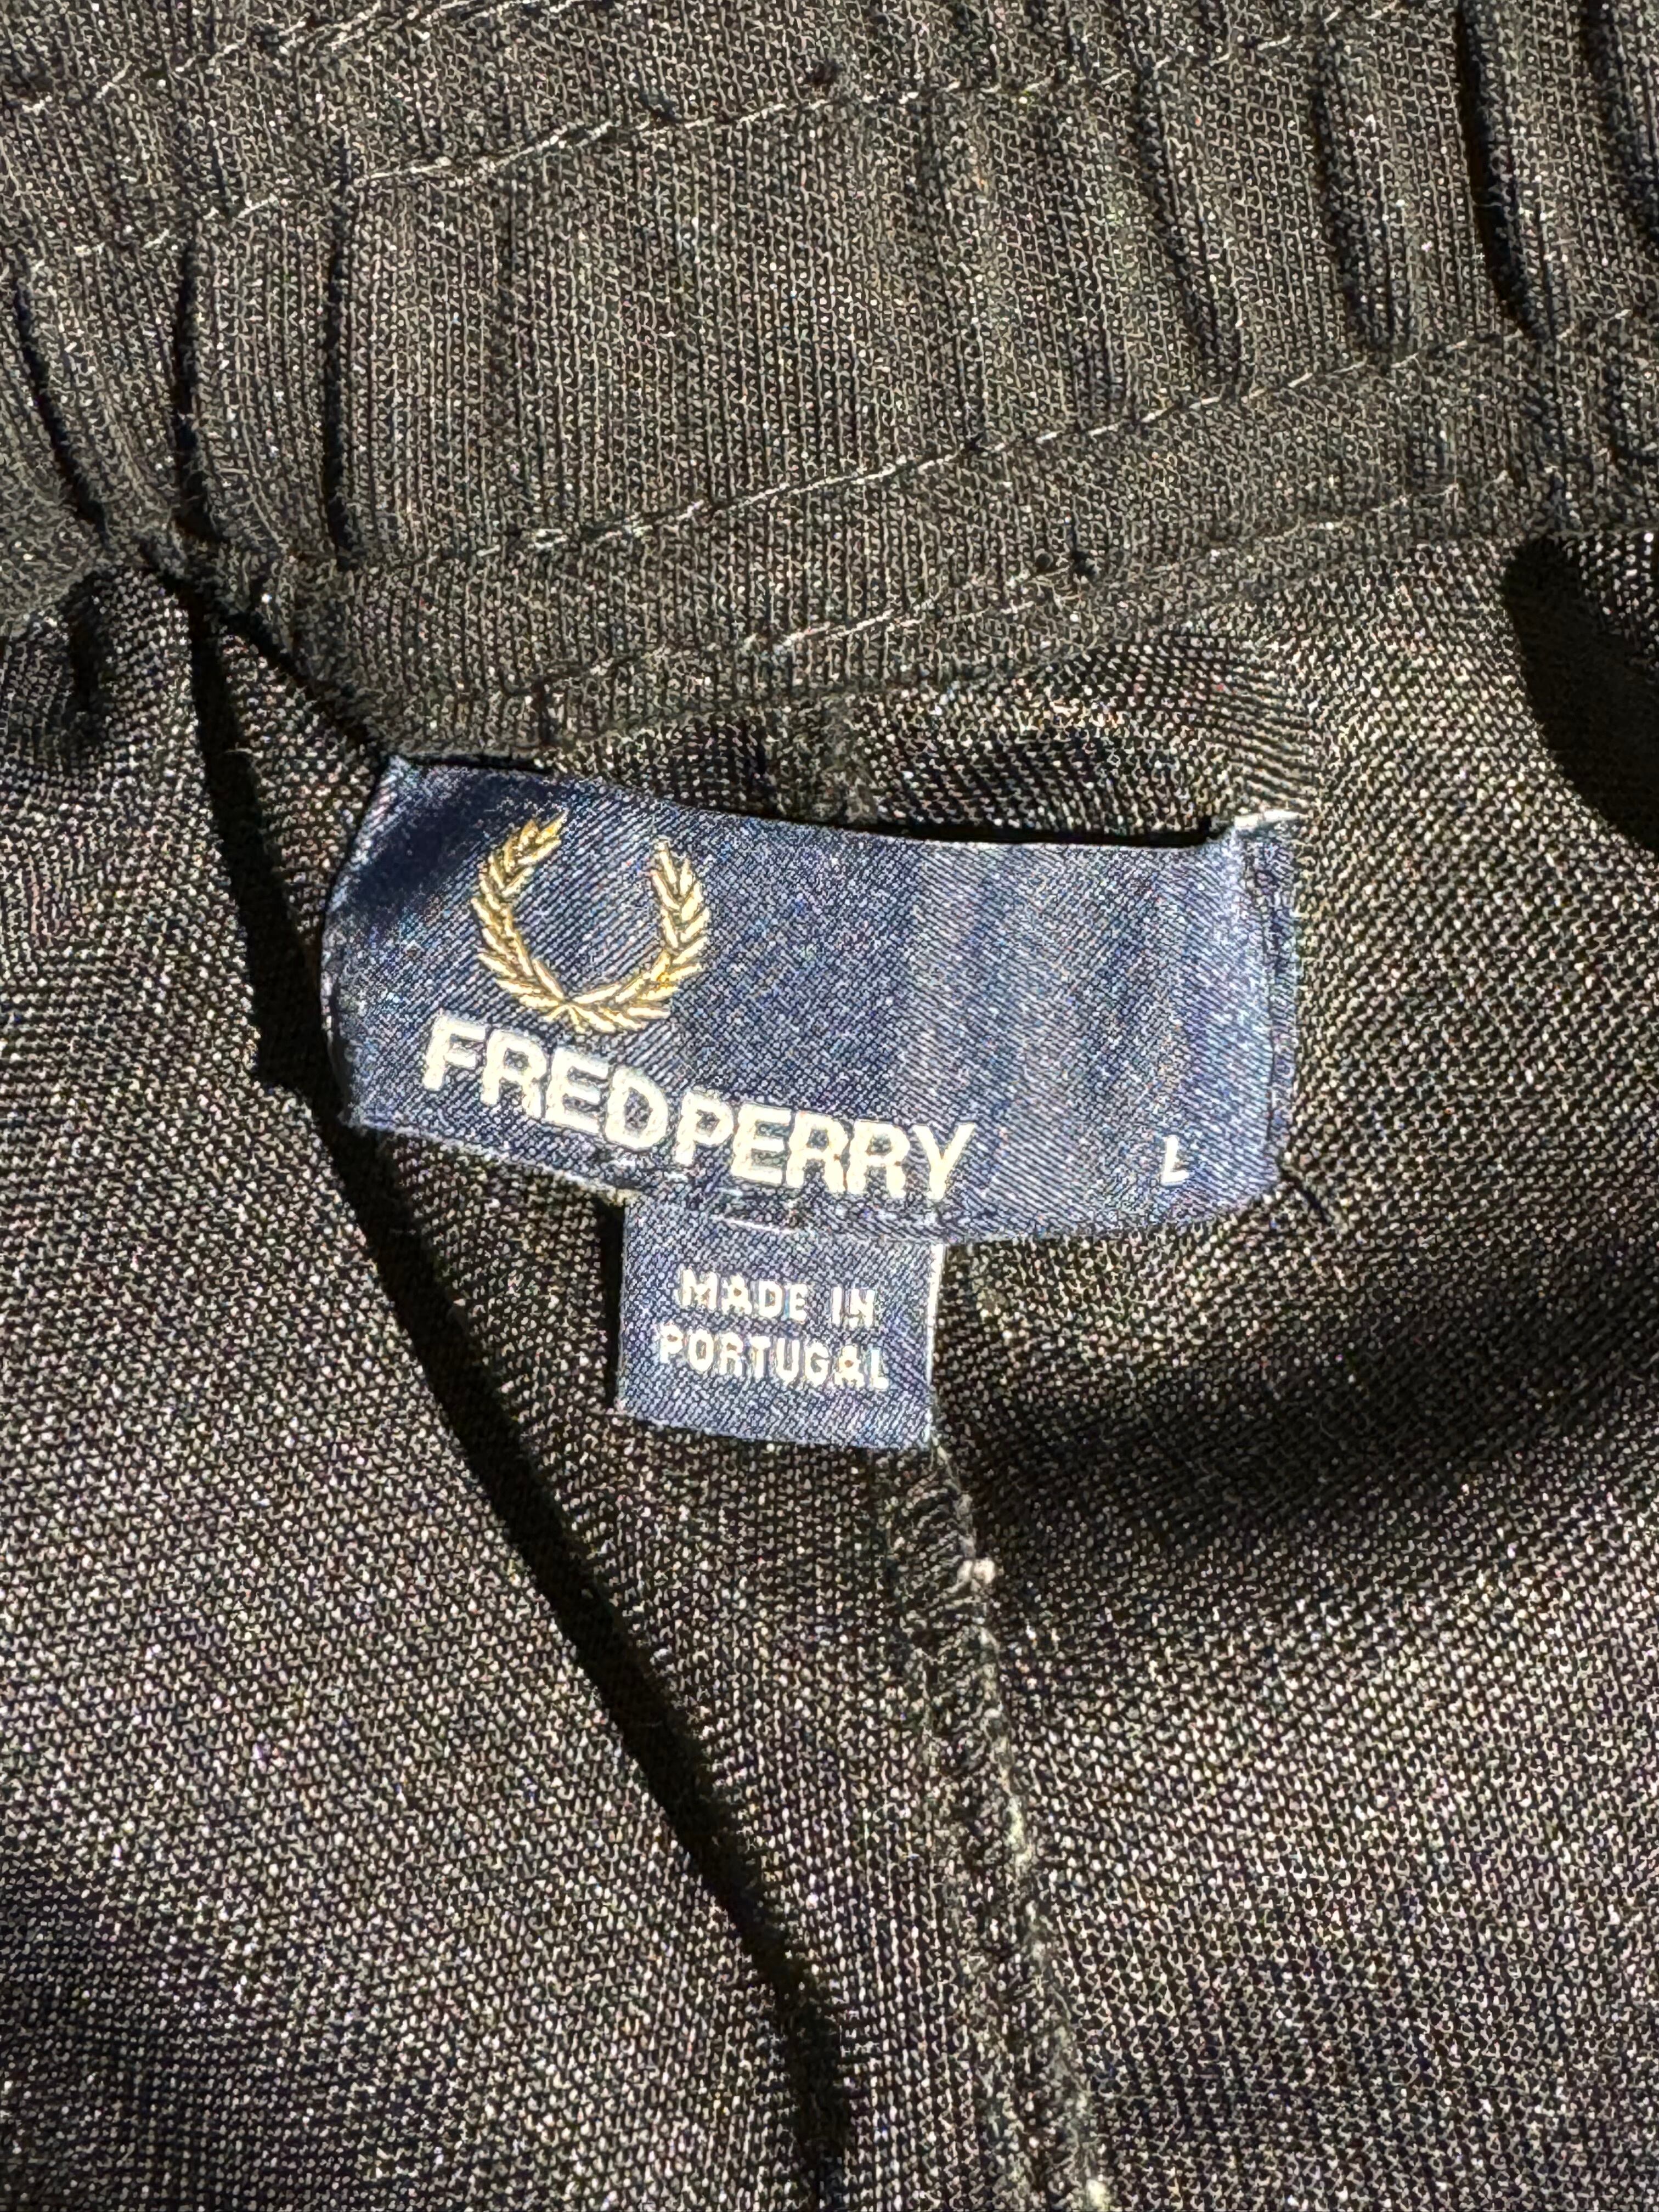 FRED PERRY
L
MADE IN
PORTUGAL